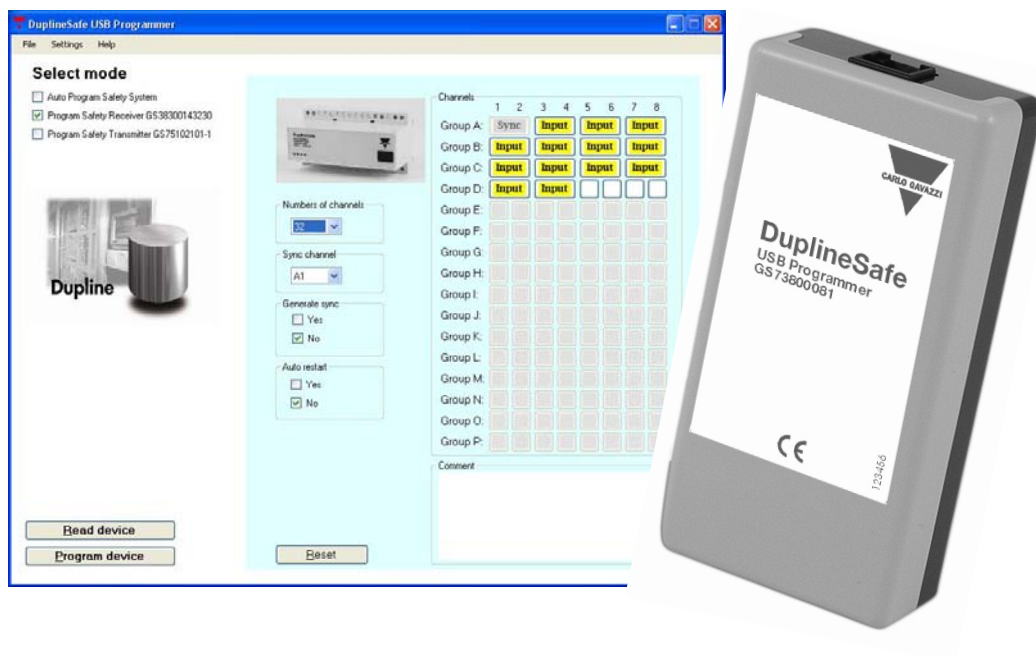 DuplineSafe USB Programmer
File Settings Help
Select mode
Auto Program Safety System
Program Safety Receiver GS38300143230
Program Safety Transmitter GS75102101-1
Dupline
Read device
Program device
Numbers of channels
32
Sync channel
A1
Generate sync
Yes
No
Auto restart
Yes
No
Reset
Channels
1 2 3 4 5 6 7 8
Group A: Sync Input Input Input
Group B: Input Input Input Input
Group C: Input Input Input Input
Group D: Input Input
Group E:
Group F:
Group G:
Group H:
Group I:
Group J:
Group K:
Group L:
Group M:
Group N:
Group O:
Group P:
Comment
CARLO GAVAZZI
DuplineSafe
USB Programmer
GS73800081
CE
123456